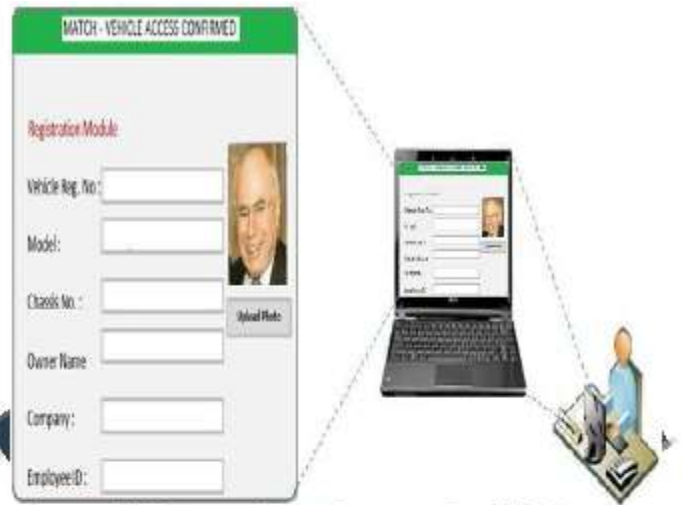 MATCH - VEHICLE ACCESS CONFIRMED
Registration Module
Vehicle Reg. No :
Model :
Chassis No. :
Upload Photo
Owner Name
Company :
Employee ID :